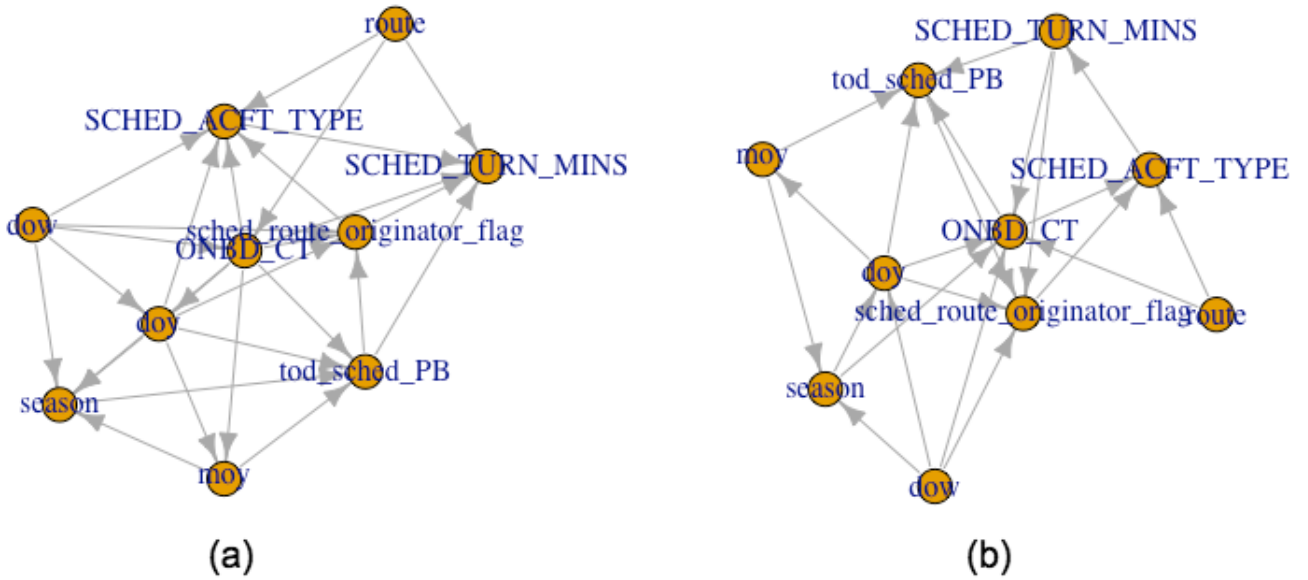 route
SCHED_ACFT_TYPE
SCHED_TURN_MINS
dow
sched_route_originator_flag
ONBD_CT
doy
tod_sched_PB
season
moy
(a)
SCHED_TURN_MINS
tod_sched_PB
moy
SCHED_ACFT_TYPE
ONBD_CT
doy
sched_route_originator_flag
route
season
dow
(b)